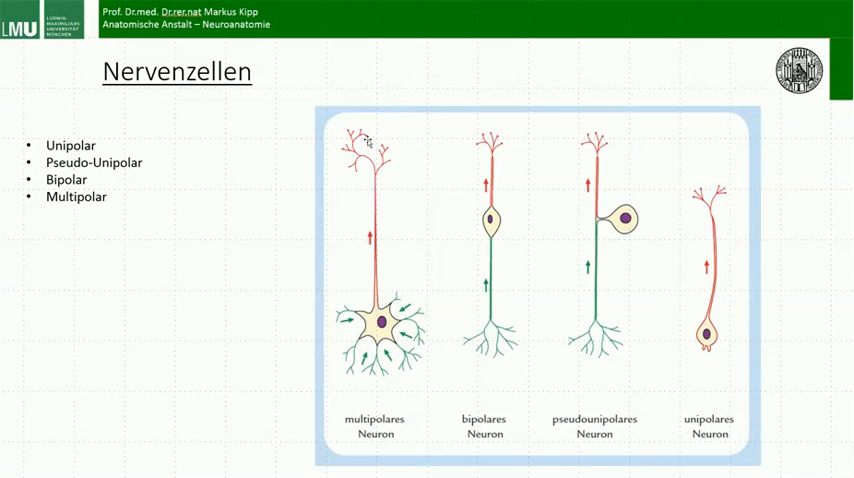 LMU
LUDWIG
MAXIMILIANS
UNIVERSITÄT
MÜNCHEN
Prof. Dr.med. Dr.rer.nat Markus Kipp
Anatomische Anstalt – Neuroanatomie
Nervenzellen
• Unipolar
• Pseudo-Unipolar
• Bipolar
• Multipolar
multipolares
Neuron
bipolares
Neuron
pseudounipolares
Neuron
unipolares
Neuron